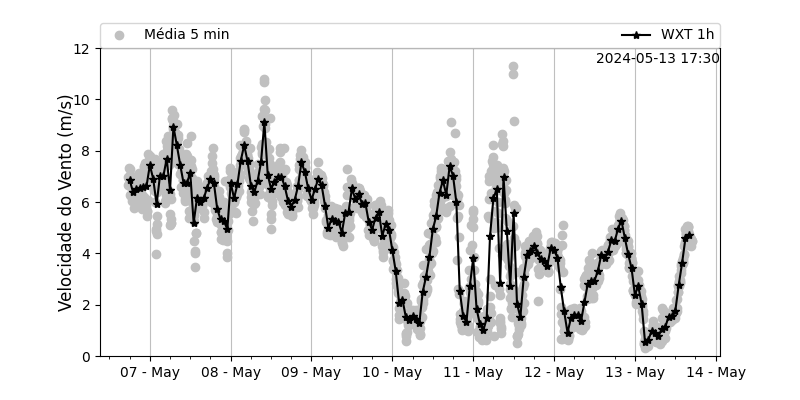 Média 5 min
WXT 1h
2024-05-13 17:30
Velocidade do Vento (m/s)
12
10
8
6
4
2
0
07 - May
08 - May
09 - May
10 - May
11 - May
12 - May
13 - May
14 - May